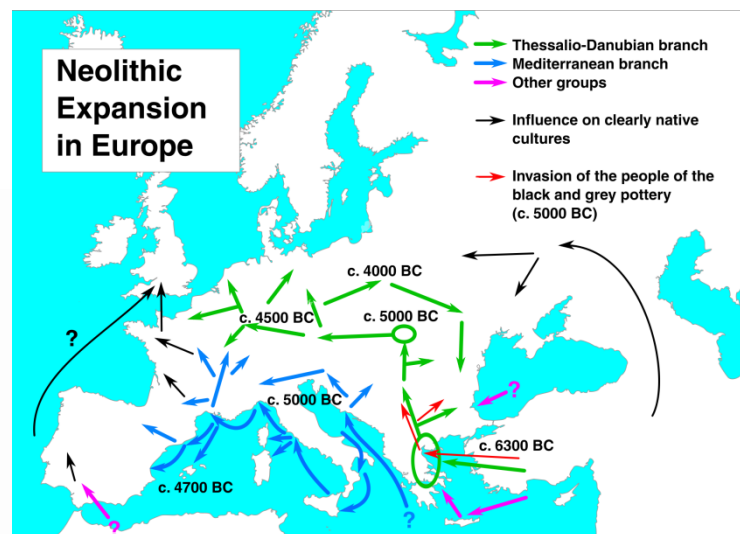 Neolithic
Expansion
in Europe
Thessalio-Danubian branch
Mediterranean branch
Other groups
Influence on clearly native
cultures
Invasion of the people of the
black and grey pottery
(c. 5000 BC)
c. 4000 BC
c. 4500 BC
c. 5000 BC
?
?
c. 5000 BC
c. 6300 BC
c. 4700 BC
?
?